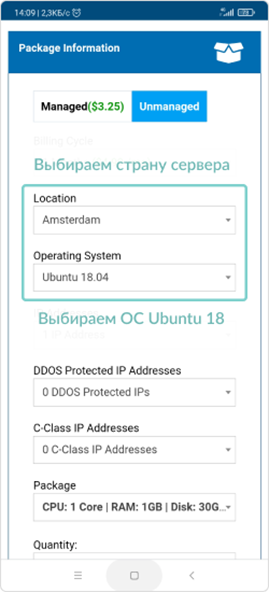 14:09 | 2,3КБ/с
Package Information
Managed($3.25) Unmanaged
Billing Cycle
Выбираем страну сервера
Location
Amsterdam
Operating System
Ubuntu 18.04
Выбираем ОС Ubuntu 18
DDOS Protected IP Addresses
0 DDOS Protected IPs
C-Class IP Addresses
0 C-Class IP Addresses
Package
CPU: 1 Core | RAM: 1GB | Disk: 30G...
Quantity: